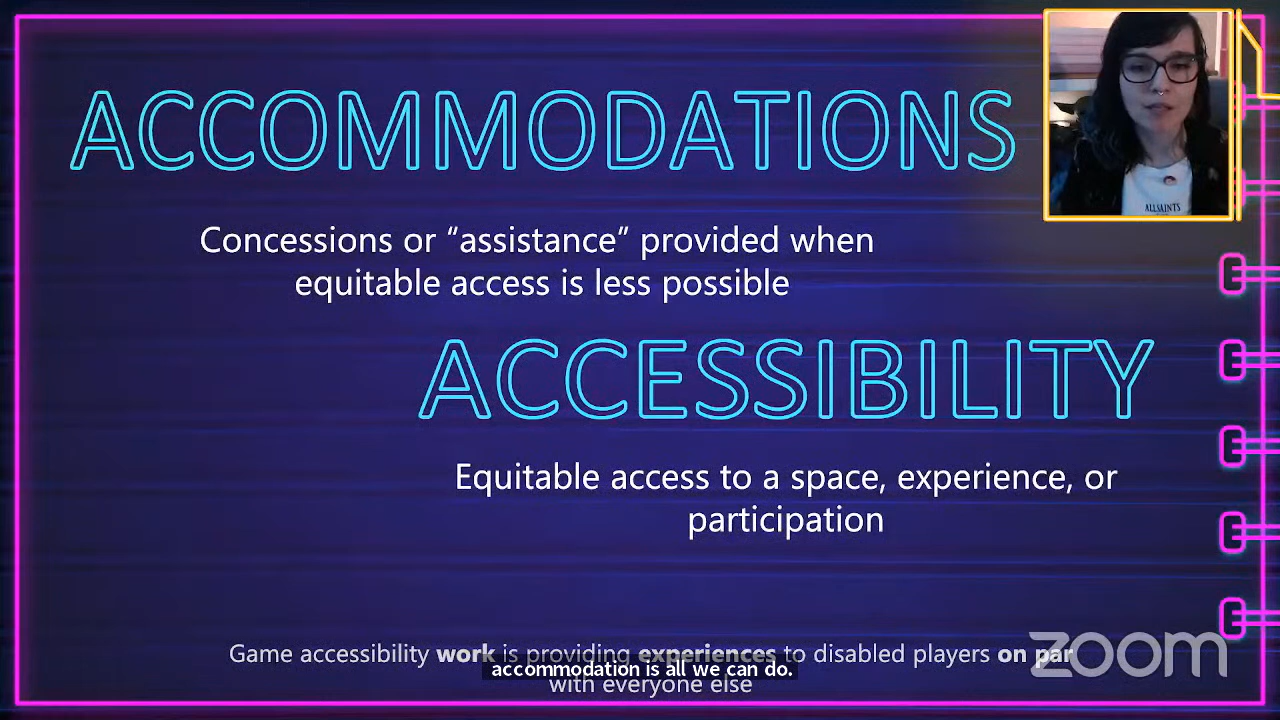 ACCOMMODATIONS
ALLSAINTS
Concessions or “assistance” provided when
equitable access is less possible
ACCESSIBILITY
Equitable access to a space, experience, or
participation
Game accessibility work is providing experiences to disabled players on par
with everyone else
accommodation is all we can do.
zoom